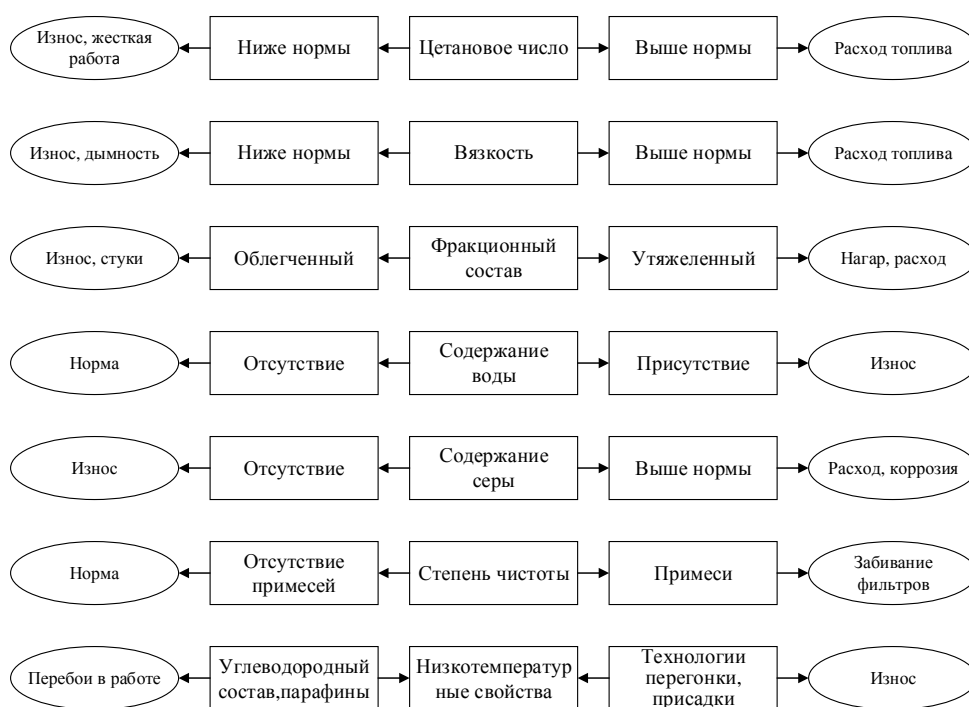 Износ, жесткая
работа
Ниже нормы
Цетановое число
Выше нормы
Расход топлива
Износ, дымность
Ниже нормы
Вязкость
Выше нормы
Расход топлива
Износ, стуки
Облегченный
Фракционный
состав
Утяжеленный
Нагар, расход
Норма
Отсутствие
Содержание
воды
Присутствие
Износ
Износ
Отсутствие
Содержание
серы
Выше нормы
Расход, коррозия
Норма
Отсутствие
примесей
Степень чистоты
Примеси
Забивание
фильтров
Перебои в работе
Углеводородный
состав,парафины
Низкотемператур
рные свойства
Технологии
перегонки,
присадки
Износ